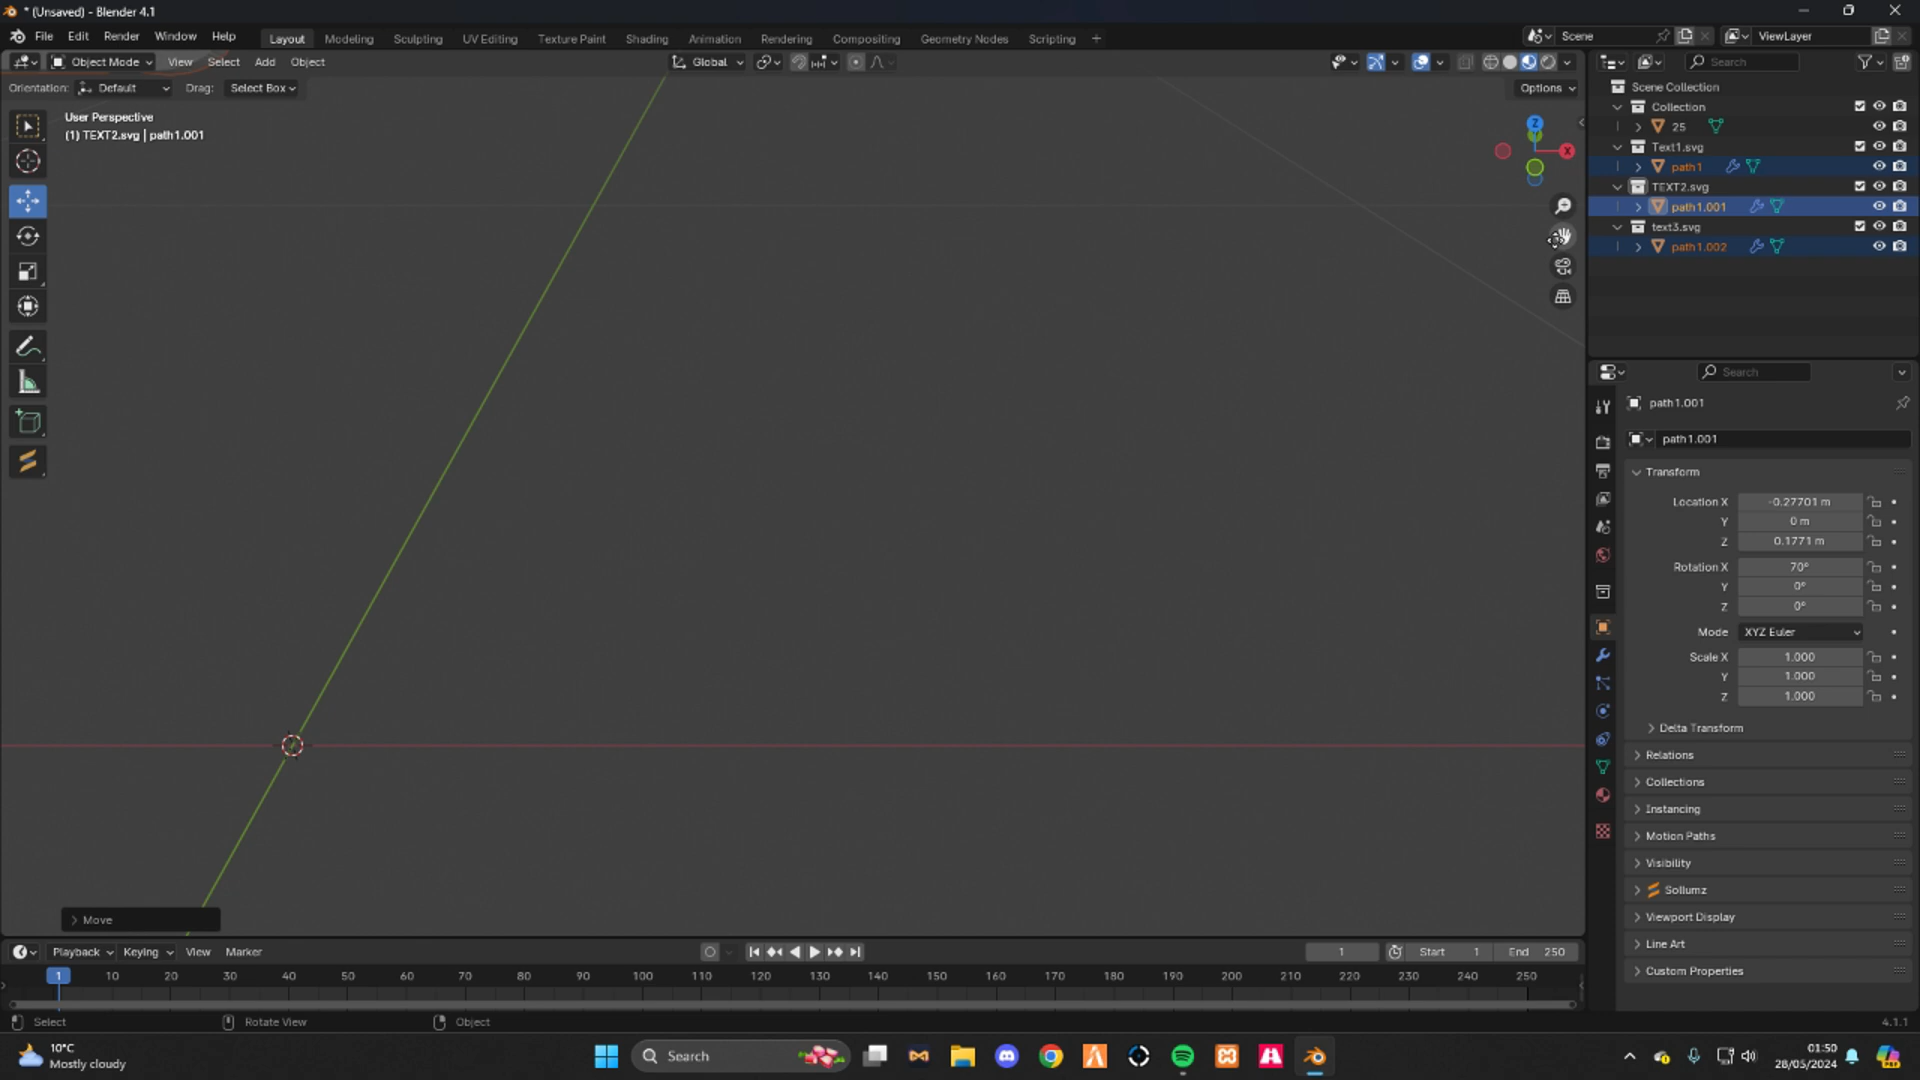 * (Unsaved) - Blender 4.1
File Edit Render Window Help
Layout Modeling Sculpting UV Editing Texture Paint Shading Animation Rendering Compositing Geometry Nodes Scripting +
Scene
ViewLayer
Object Mode View Select Add Object
Global
Search
Orientation: Default Drag: Select Box
Options
User Perspective
(1) TEXT2.svg | path1.001
Z
X
Scene Collection
Collection
25
Text1.svg
path1
TEXT2.svg
path1.001
text3.svg
path1.002
Search
path1.001
path1.001
Transform
Location X -0.27701 m
Y 0 m
Z 0.1771 m
Rotation X 70°
Y 0°
Z 0°
Mode XYZ Euler
Scale X 1.000
Y 1.000
Z 1.000
Delta Transform
Relations
Collections
Instancing
Motion Paths
Visibility
Sollumz
Viewport Display
Line Art
Custom Properties
Move
Playback Keying View Marker
1 Start 1 End 250
1 10 20 30 40 50 60 70 80 90 100 110 120 130 140 150 160 170 180 190 200 210 220 230 240 250
Select Rotate View Object 4.1.1
10°C
Mostly cloudy
Search
01:50
28/05/2024